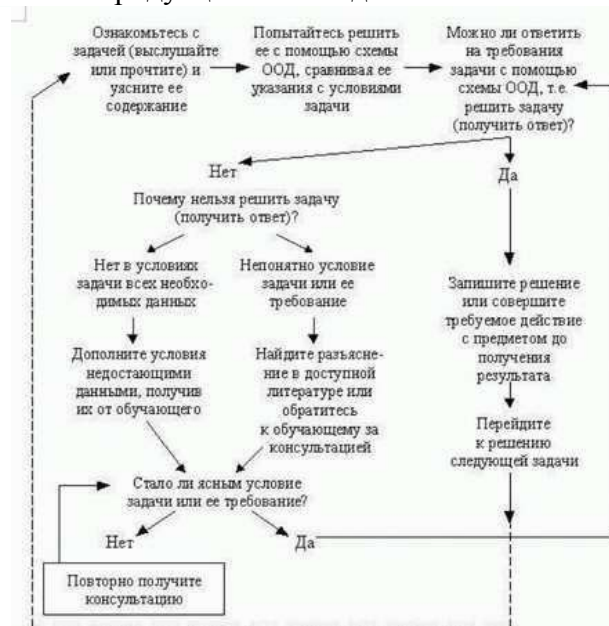 Ознакомьтесь с
задачей (выслушайте
или прочтите) и
уясните ее
содержание
Попытайтесь решить
ее с помощью схемы
ООД, сравнивая ее
указания с условиями
задачи
Можно ли ответить
на требования
задачи с помощью
схемы ООД, т.е.
решить задачу
(получить ответ)?
Нет
Да
Почему нельзя решить задачу
(получить ответ)?
Нет в условиях
задачи всех необхо-
димых данных
Непонятно условие
задачи или ее
требование
Запишите решение
или совершите
требуемое действие
с предметом до
получения
результата
Дополните условия
недостающими
данными, получив
их от обучающего
Найдите разъясне-
ние в доступной
литературе или
обратитесь
к обучающему за
консультацией
Перейдите
к решению
следующей задачи
Стало ли ясным условие
задачи или ее требование?
Нет
Да
Повторно получите
консультацию